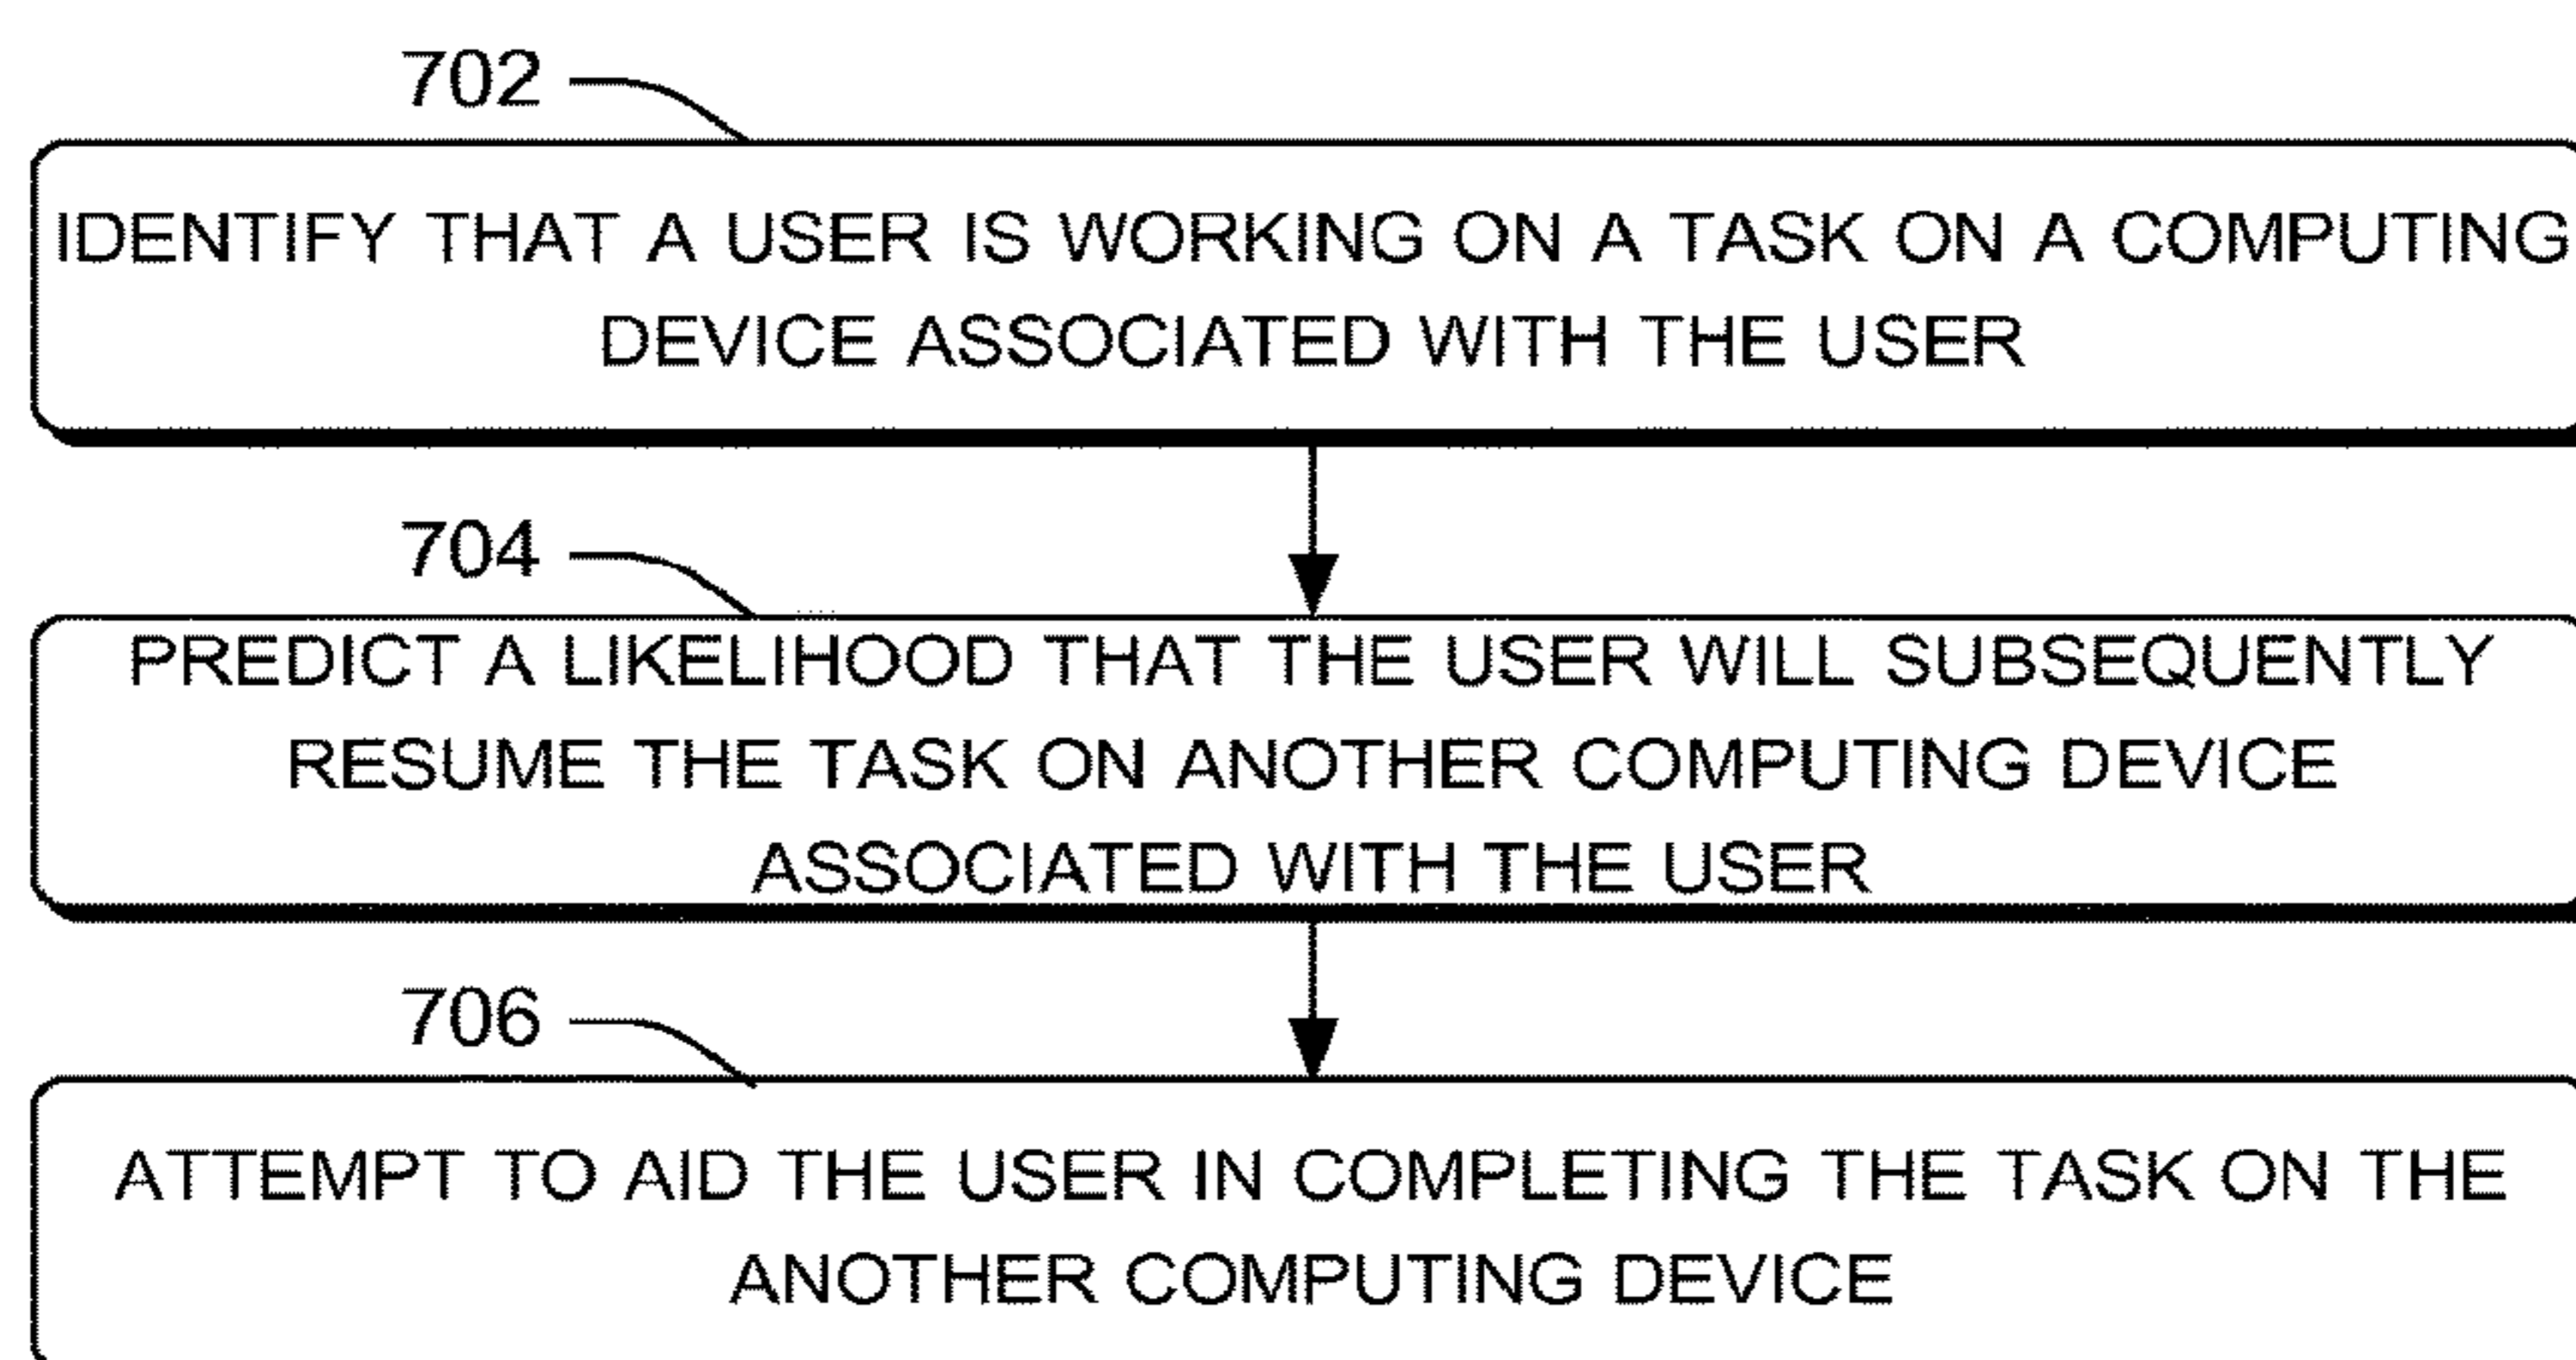 702
IDENTIFY THAT A USER IS WORKING ON A TASK ON A COMPUTING
DEVICE ASSOCIATED WITH THE USER
704
PREDICT A LIKELIHOOD THAT THE USER WILL SUBSEQUENTLY
RESUME THE TASK ON ANOTHER COMPUTING DEVICE
ASSOCIATED WITH THE USER
706
ATTEMPT TO AID THE USER IN COMPLETING THE TASK ON THE
ANOTHER COMPUTING DEVICE